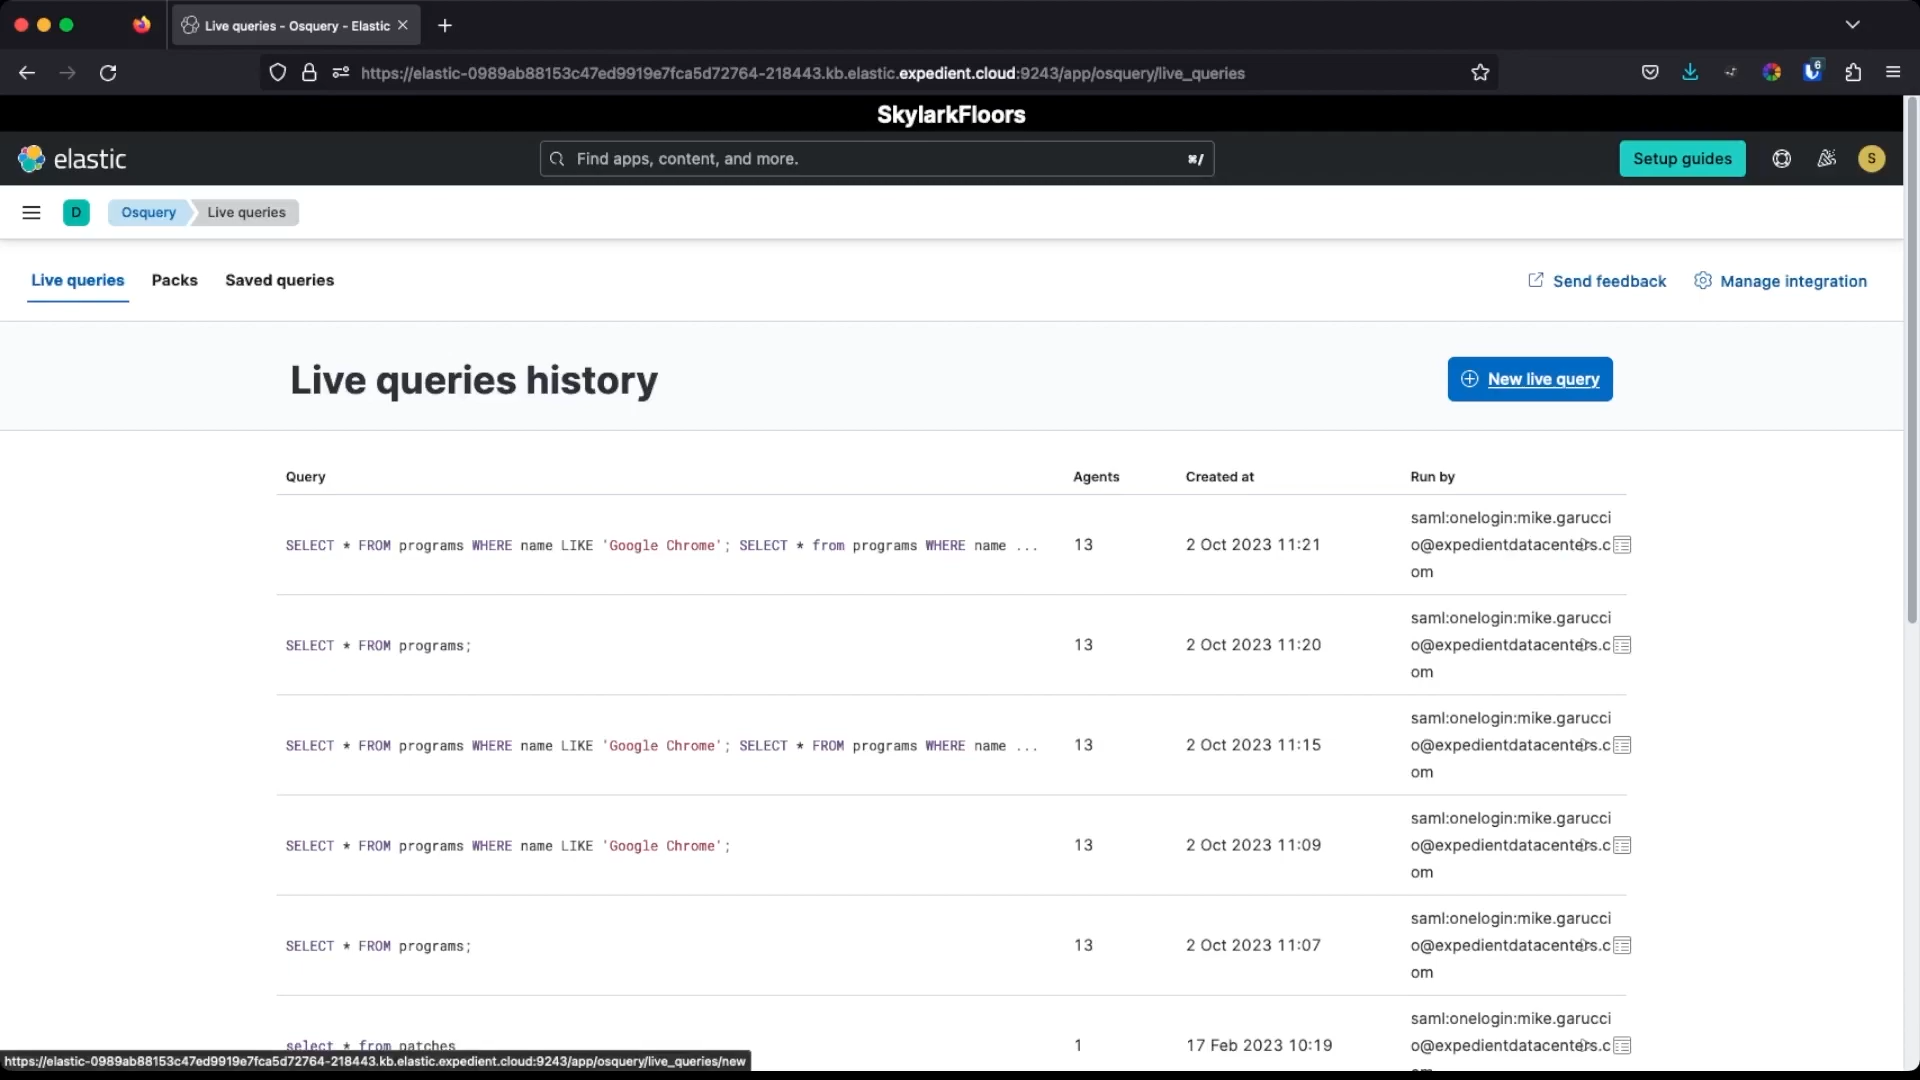 Live queries - Osquery - Elastic
https://elastic-0989ab88153c47ed9919e7fca5d72764-218443.kb.elastic.expedient.cloud:9243/app/osquery/live_queries
6
SkylarkFloors
elastic
Find apps, content, and more.
⌘/
Setup guides
S
D
Osquery
Live queries
Live queries
Packs
Saved queries
Send feedback
Manage integration
Live queries history
New live query
Query
Agents
Created at
Run by
SELECT * FROM programs WHERE name LIKE 'Google Chrome'; SELECT * from programs WHERE name ...
13
2 Oct 2023 11:21
saml:onelogin:mike.garucci
o@expedientdatacenters.c
om
SELECT * FROM programs;
13
2 Oct 2023 11:20
saml:onelogin:mike.garucci
o@expedientdatacenters.c
om
SELECT * FROM programs WHERE name LIKE 'Google Chrome'; SELECT * FROM programs WHERE name ...
13
2 Oct 2023 11:15
saml:onelogin:mike.garucci
o@expedientdatacenters.c
om
SELECT * FROM programs WHERE name LIKE 'Google Chrome';
13
2 Oct 2023 11:09
saml:onelogin:mike.garucci
o@expedientdatacenters.c
om
SELECT * FROM programs;
13
2 Oct 2023 11:07
saml:onelogin:mike.garucci
o@expedientdatacenters.c
om
select * from patches
1
17 Feb 2023 10:19
saml:onelogin:mike.garucci
o@expedientdatacenters.c
om
https://elastic-0989ab88153c47ed9919e7fca5d72764-218443.kb.elastic.expedient.cloud:9243/app/osquery/live_queries/new